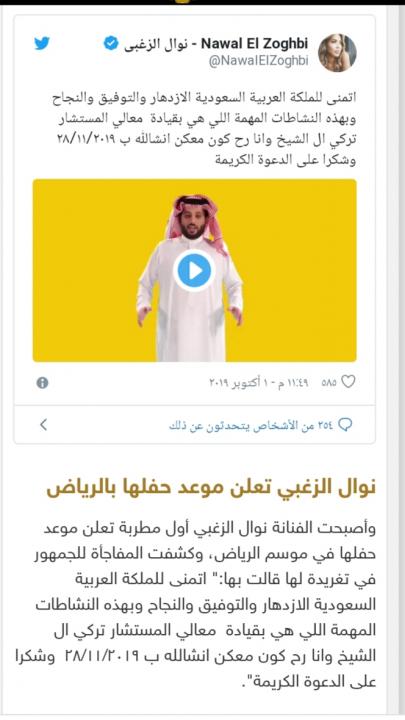 Nawal El Zoghbi - نوال الزغبي
@NawalElZoghbi
اتمنى للملكة العربية السعودية الازدهار والتوفيق والنجاح
وبهذه النشاطات المهمة اللي هي بقيادة معالي المستشار
تركي ال الشيخ وانا رح كون معكن انشالله ب ٢٨/١١/٢٠١٩
وشكرا على الدعوة الكريمة
٥٨٥ ١١:٤٩ م - ١ أكتوبر ٢٠١٩
٢٥٤ من الأشخاص يتحدثون عن ذلك
نوال الزغبي تعلن موعد حفلها بالرياض
وأصبحت الفنانة نوال الزغبي أول مطربة تعلن موعد
حفلها في موسم الرياض، وكشفت المفاجأة للجمهور
في تغريدة لها قالت بها:" اتمنى للملكة العربية
السعودية الازدهار والتوفيق والنجاح وبهذه النشاطات
المهمة اللي هي بقيادة معالي المستشار تركي ال
الشيخ وانا رح كون معكن انشالله ب ٢٨/١١/٢٠١٩ وشكرا
على الدعوة الكريمة".